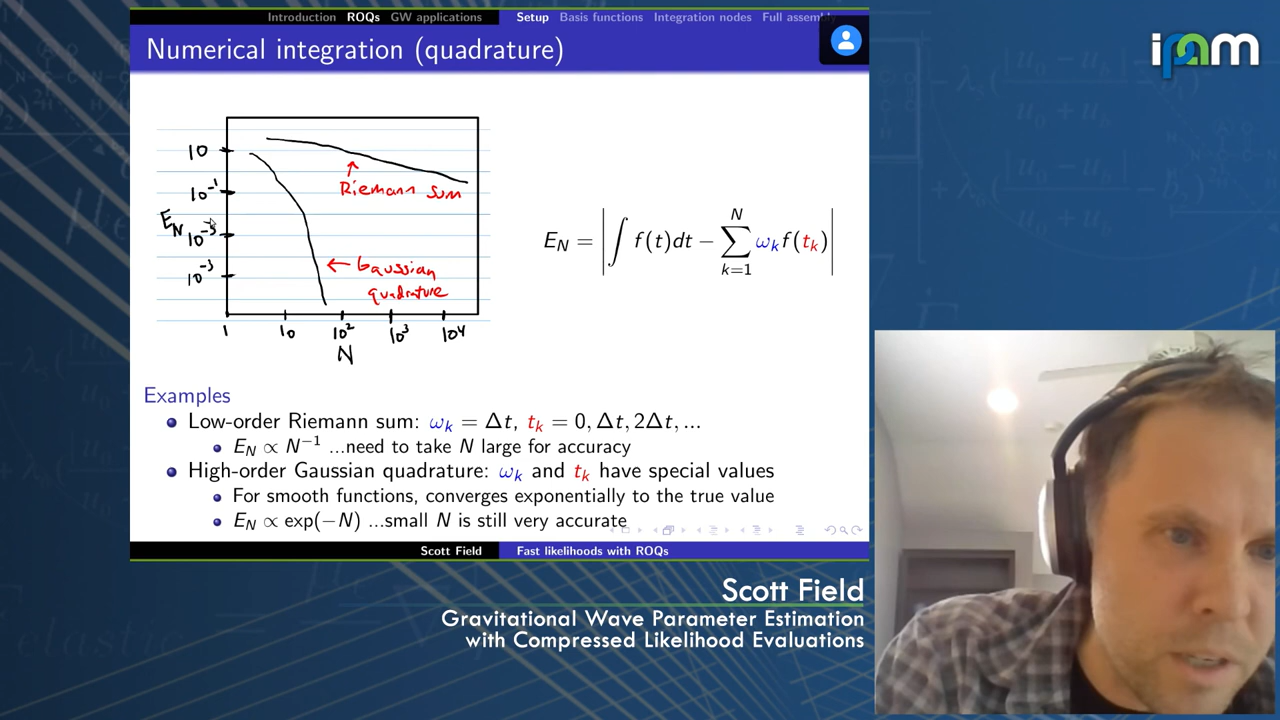 Introduction ROQs GW applications Setup Basis functions Integration nodes Full assembly
ipam
Numerical integration (quadrature)
10
10⁻¹
E_N
10⁻³
10⁻³
Riemann sum
Gaussian
quadrature
1 10 10² 10³ 10⁴
N
E_N = |∫ f(t)dt − ∑_{k=1}^{N} ω_k f(t_k)|
Examples
Low-order Riemann sum: ω_k = Δt, t_k = 0, Δt, 2Δt, ...
E_N ∝ N⁻¹ ...need to take N large for accuracy
High-order Gaussian quadrature: ω_k and t_k have special values
For smooth functions, converges exponentially to the true value
E_N ∝ exp(−N) ...small N is still very accurate
Scott Field Fast likelihoods with ROQs
Scott Field
Gravitational Wave Parameter Estimation
with Compressed Likelihood Evaluations